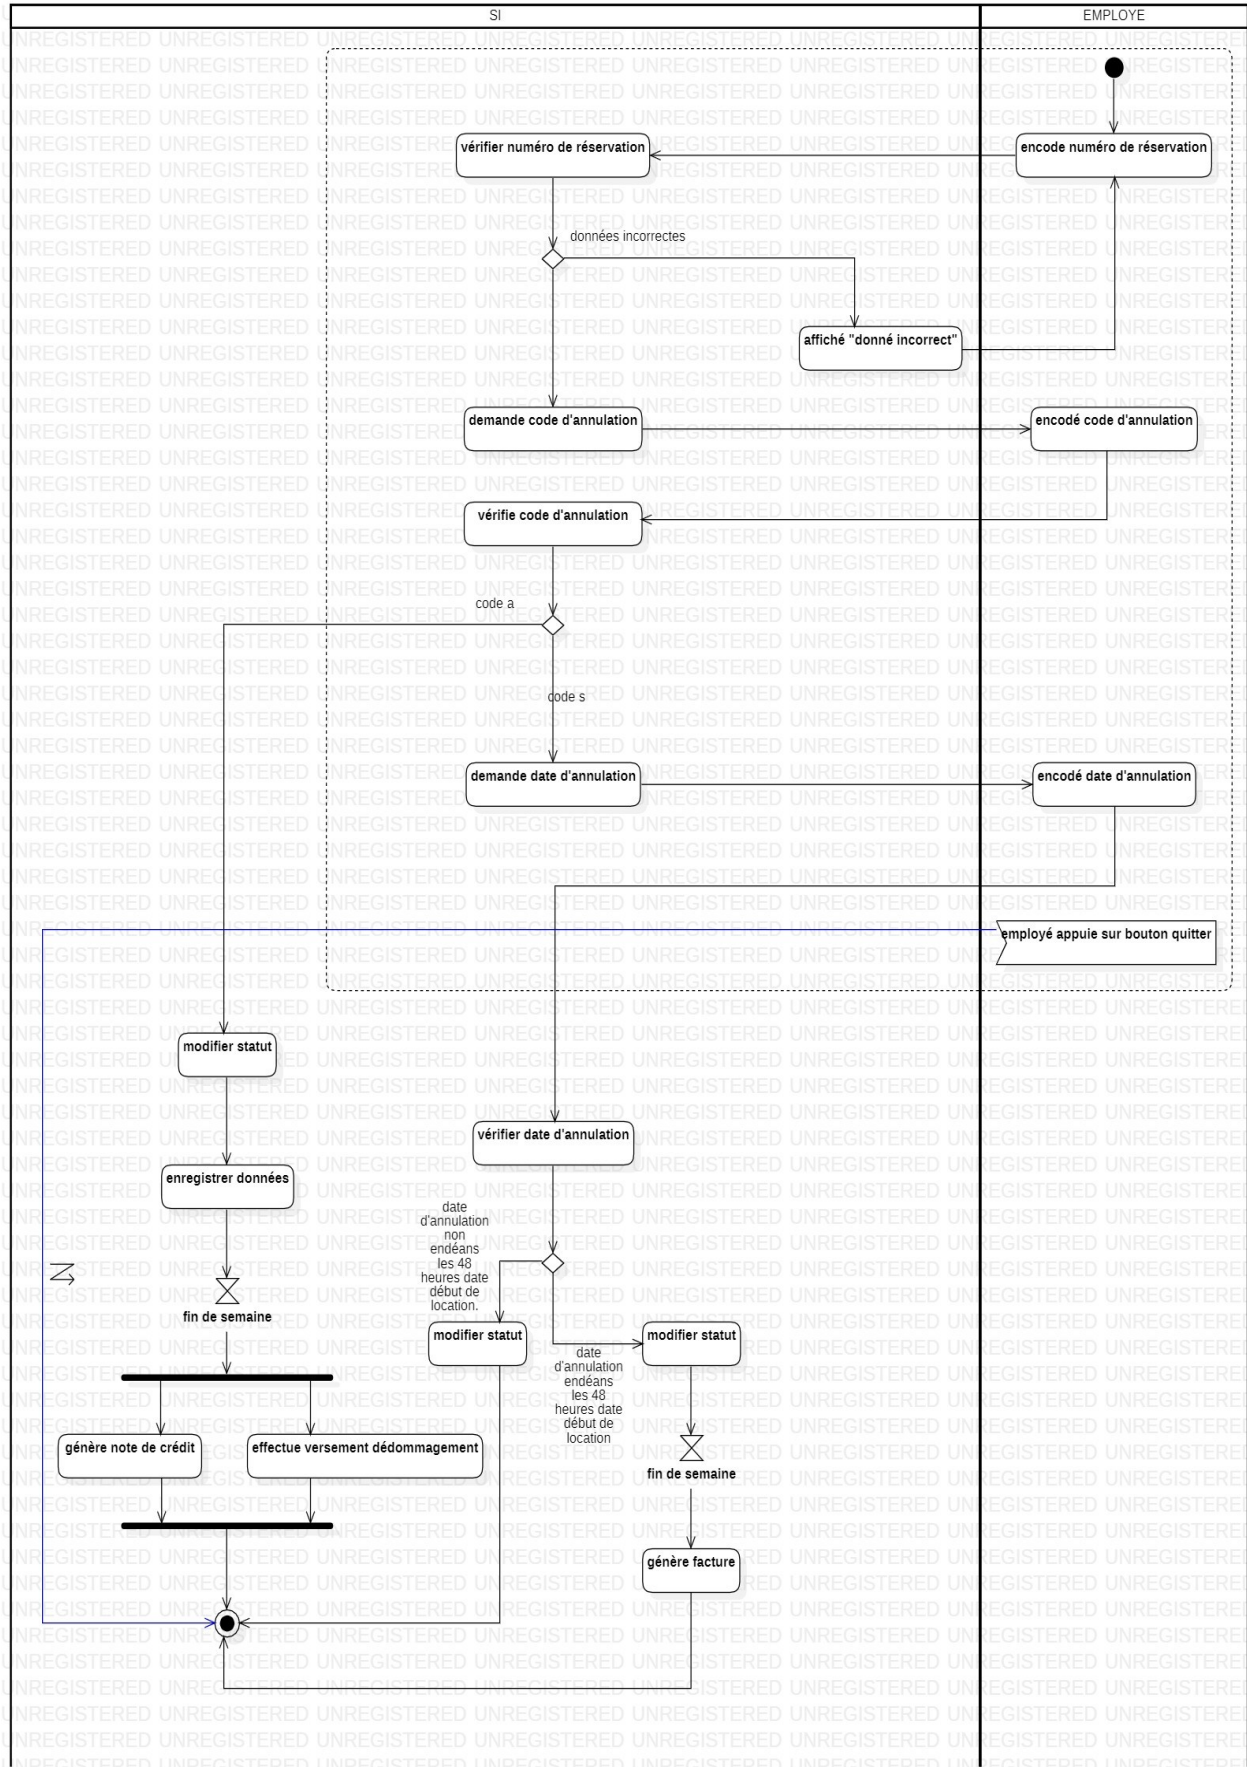 SI
EMPLOYE
vérifier numéro de réservation
encode numéro de réservation
données incorrectes
affiché "donné incorrect"
demande code d'annulation
encodé code d'annulation
vérifie code d'annulation
code a
code s
demande date d'annulation
encodé date d'annulation
employé appuie sur bouton quitter
modifier statut
vérifier date d'annulation
enregistrer données
date
d'annulation
non
endéans
les 48
heures date
début de
location.
fin de semaine
modifier statut
modifier statut
date
d'annulation
endéans
les 48
heures date
début de
location
génère note de crédit
effectue versement dédommagement
fin de semaine
génère facture
UNREGISTERED